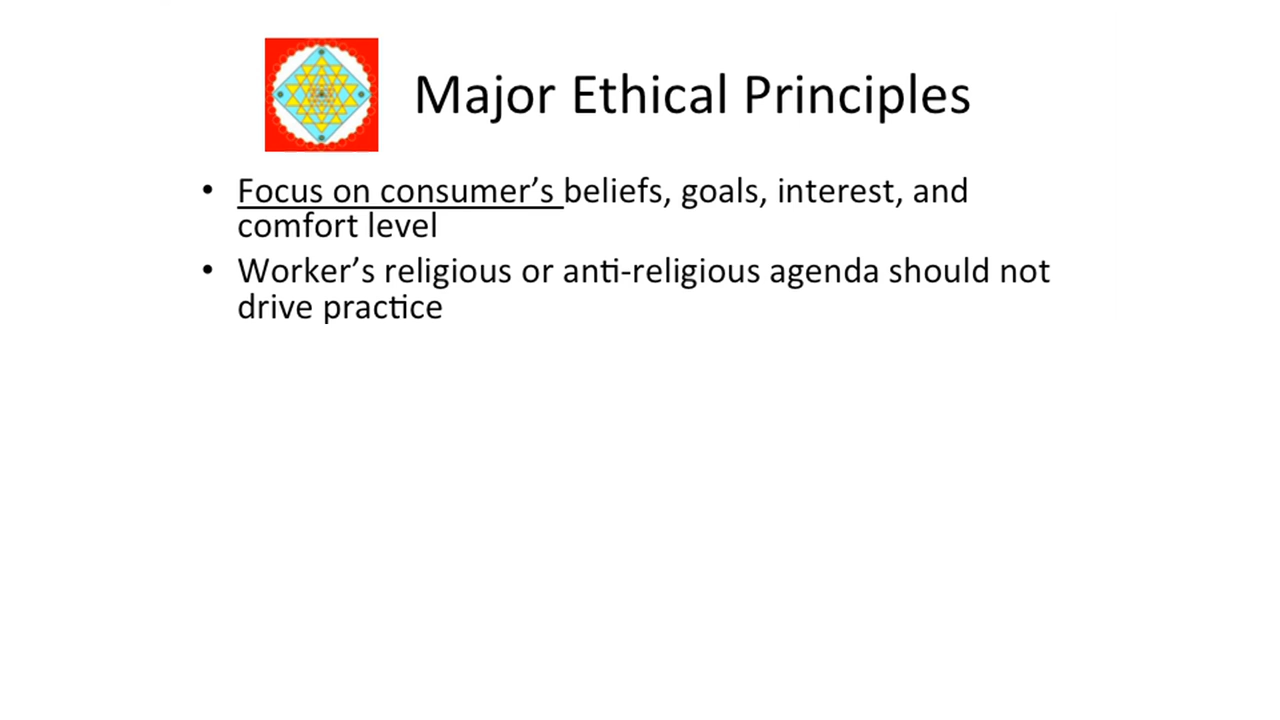 Major Ethical Principles
• Focus on consumer’s beliefs, goals, interest, and
comfort level
• Worker’s religious or anti-religious agenda should not
drive practice